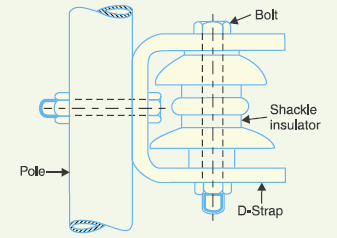 Bolt
Shackle
insulator
Pole
D-Strap